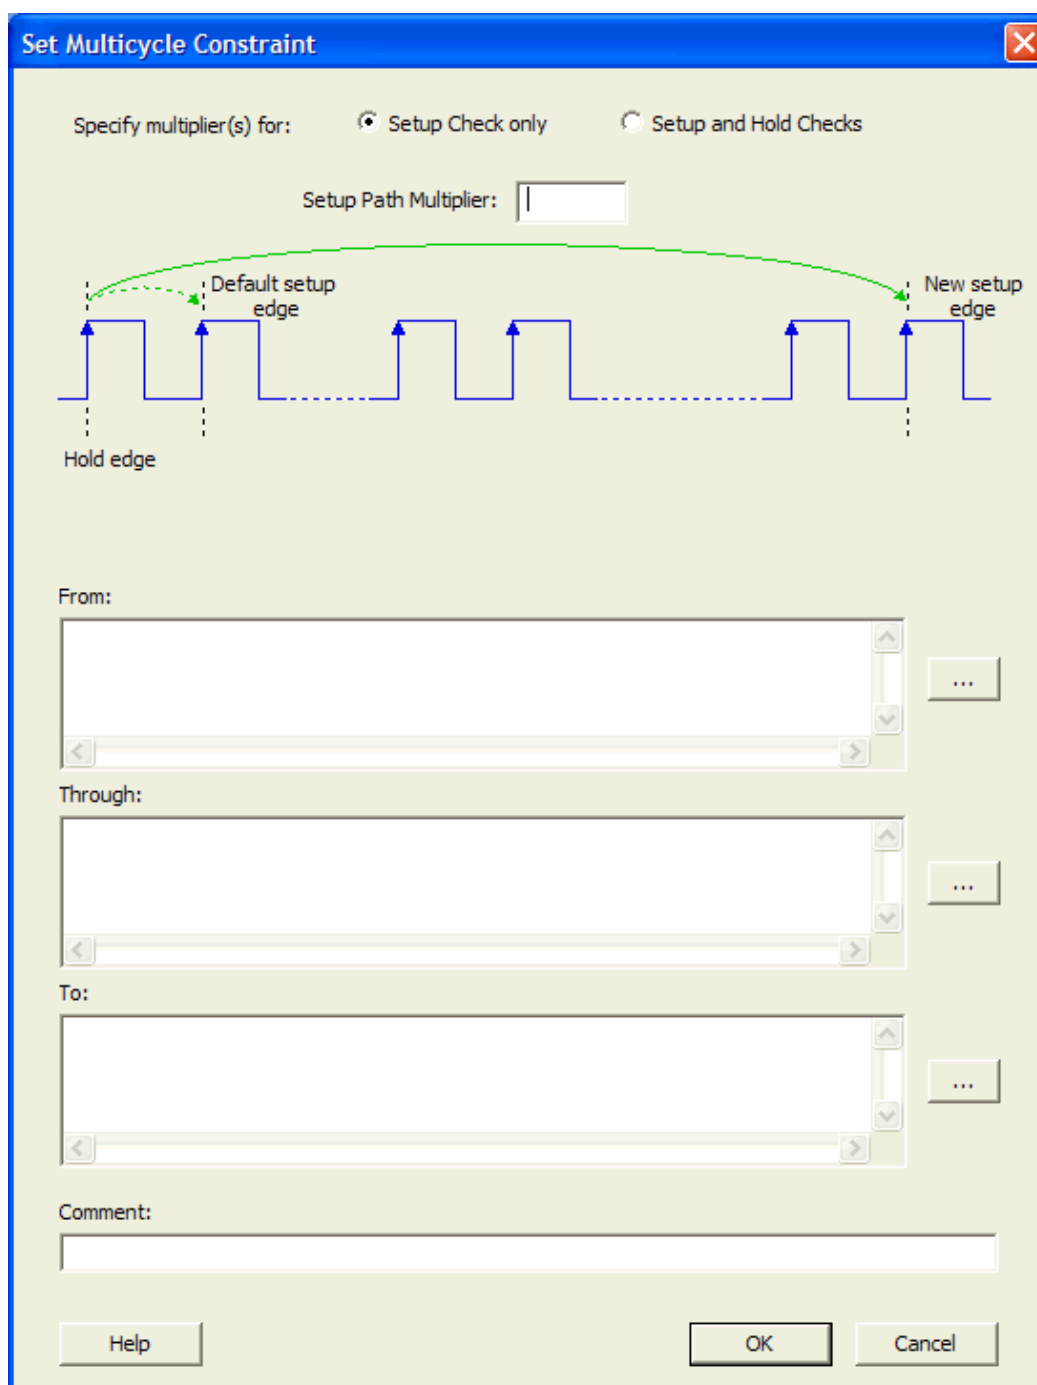 Set Multicycle Constraint
Specify multiplier(s) for: Setup Check only Setup and Hold Checks
Setup Path Multiplier:
Default setup
edge
New setup
edge
Hold edge
From:
...
Through:
...
To:
...
Comment:
Help OK Cancel